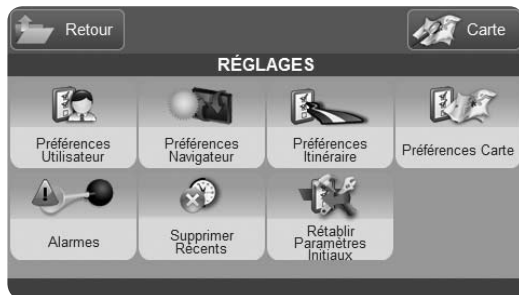 Retour
Carte
RÉGLAGES
Préférences
Utilisateur
Préférences
Navigateur
Préférences
Itinéraire
Préférences Carte
Alarmes
Supprimer
Récents
Rétablir
Paramètres
Initiaux